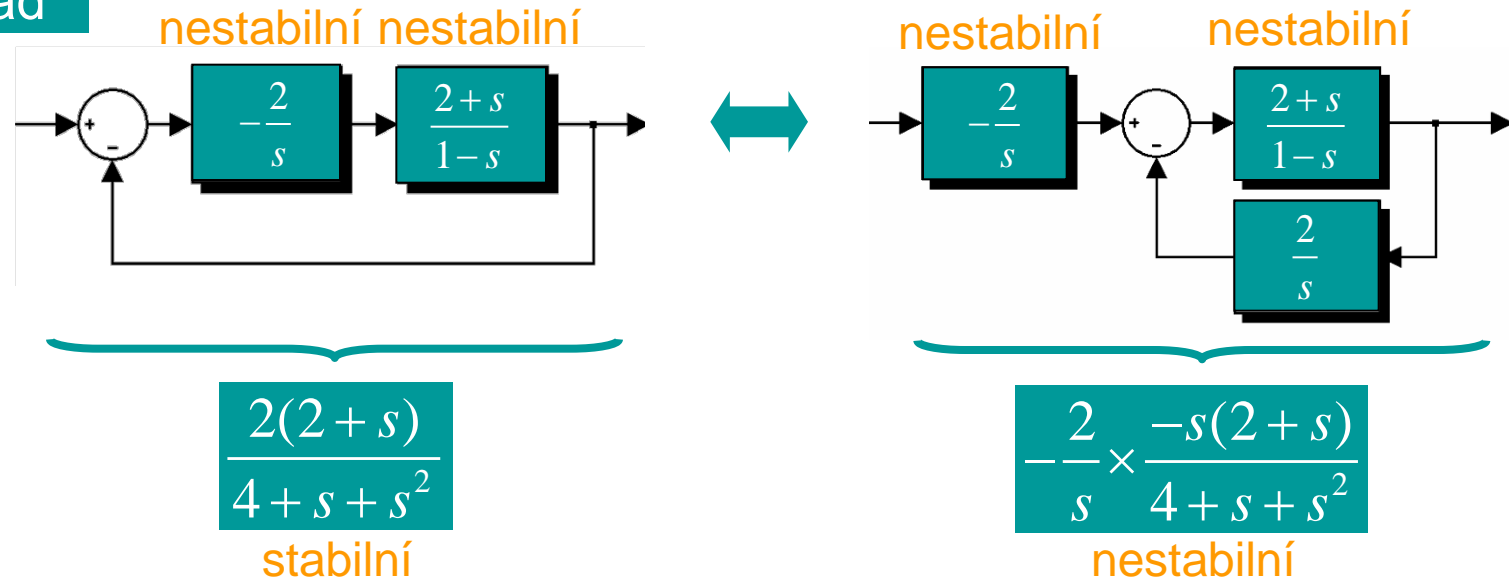 nestabilní nestabilní
+ - -2/s (2+s)/(1-s)
2(2+s)/(4+s+s²)
stabilní
nestabilní nestabilní
-2/s + - (2+s)/(1-s)
2/s
-2/s × -s(2+s)/(4+s+s²)
nestabilní